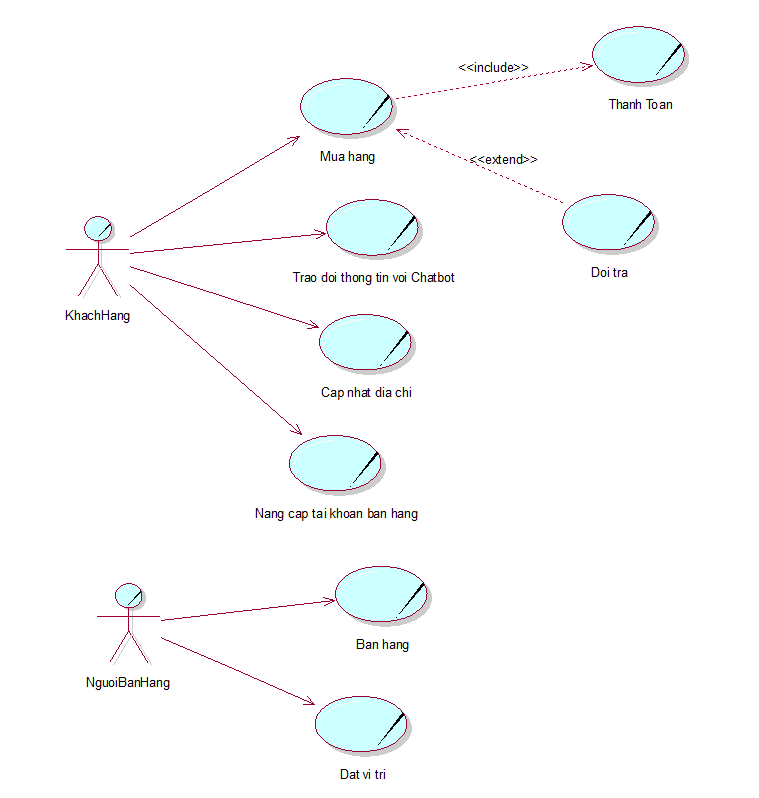 <<include>>
Thanh Toan
Mua hang
<<extend>>
Doi tra
Trao doi thong tin voi Chatbot
KhachHang
Cap nhat dia chi
Nang cap tai khoan ban hang
Ban hang
NguoiBanHang
Dat vi tri